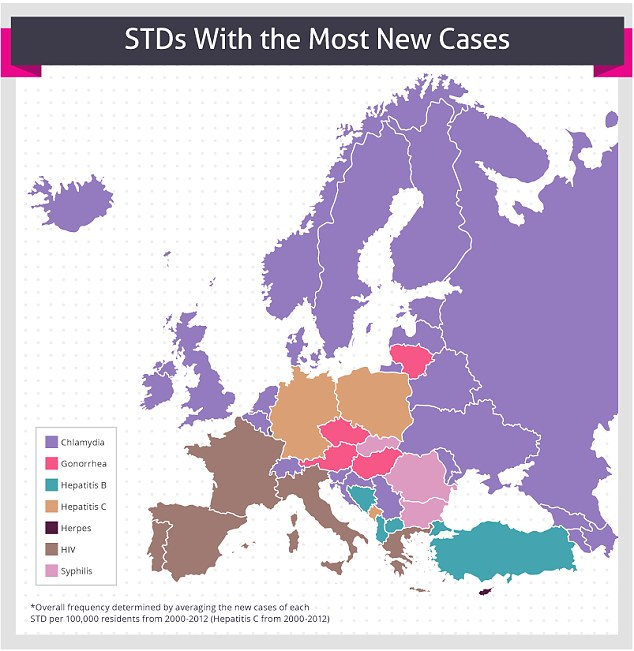 STDs With the Most New Cases
Chlamydia
Gonorrhea
Hepatitis B
Hepatitis C
Herpes
HIV
Syphilis
*Overall frequency determined by averaging the new cases of each
STD per 100,000 residents from 2000-2012 (Hepatitis C from 2000-2012)